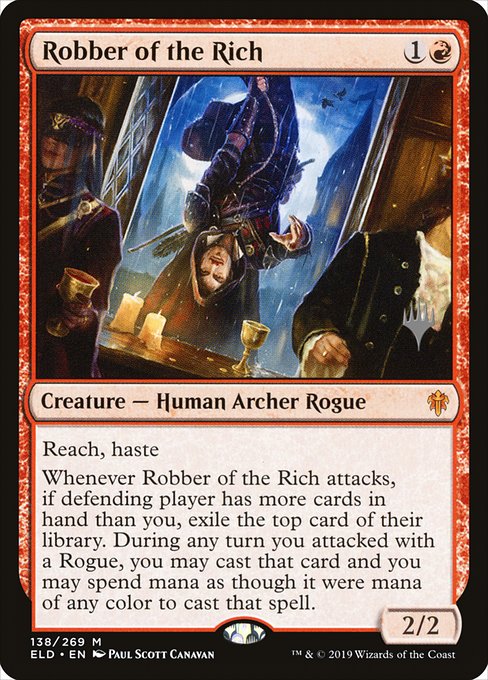 Robber of the Rich 1
Creature — Human Archer Rogue
Reach, haste
Whenever Robber of the Rich attacks,
if defending player has more cards in
hand than you, exile the top card of their
library. During any turn you attacked with
a Rogue, you may cast that card and you
may spend mana as though it were mana
of any color to cast that spell.
2/2
138/269 M
ELD • EN Paul Scott Canavan ™ & © 2019 Wizards of the Coast